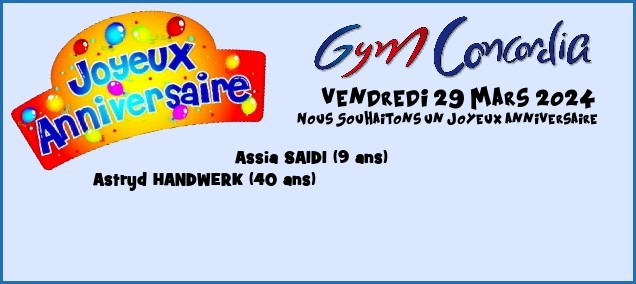 Joyeux
Anniversaire
Gym Concordia
VENDREDI 29 MARS 2024
NOUS SOUHAITONS UN JOYEUX ANNIVERSAIRE
Assia SAIDI (9 ans)
Astryd HANDWERK (40 ans)